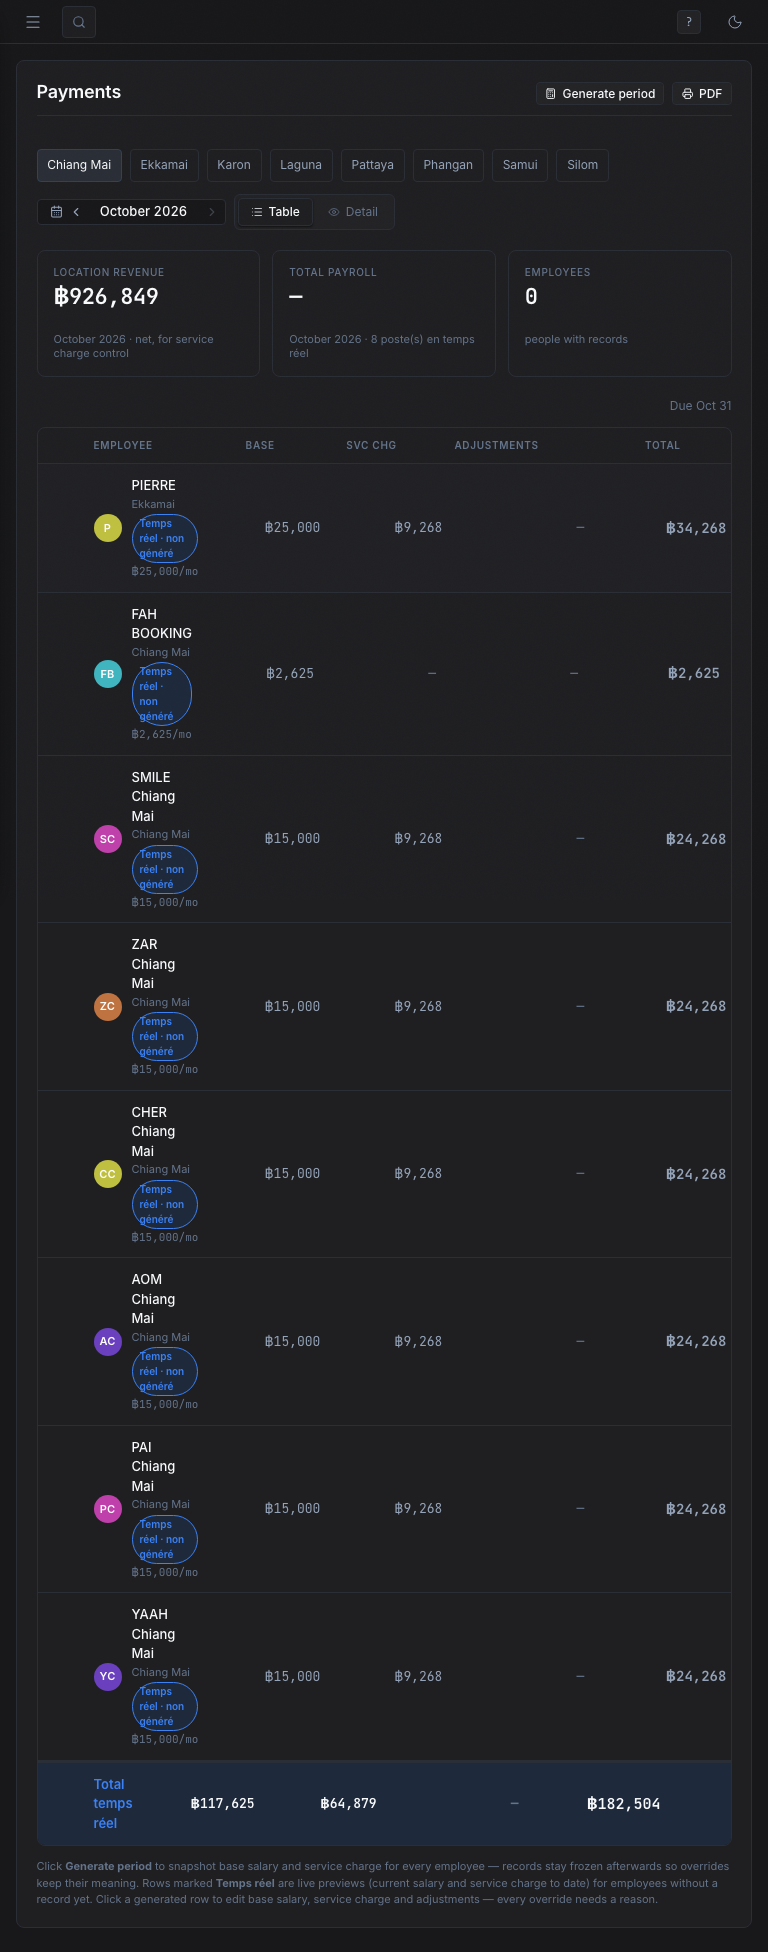 ?
Payments
Generate period
PDF
Chiang Mai
Ekkamai
Karon
Laguna
Pattaya
Phangan
Samui
Silom
October 2026
Table
Detail
LOCATION REVENUE
฿926,849
October 2026 · net, for service
charge control
TOTAL PAYROLL
—
October 2026 · 8 poste(s) en temps
réel
EMPLOYEES
0
people with records
Due Oct 31
EMPLOYEE BASE SVC CHG ADJUSTMENTS TOTAL
PIERRE
Ekkamai
Temps
réel · non
généré
฿25,000/mo
P
฿25,000 ฿9,268 — ฿34,268
FAH
BOOKING
Chiang Mai
Temps
réel ·
non
généré
฿2,625/mo
FB
฿2,625 — — ฿2,625
SMILE
Chiang
Mai
Chiang Mai
Temps
réel · non
généré
฿15,000/mo
SC
฿15,000 ฿9,268 — ฿24,268
ZAR
Chiang
Mai
Chiang Mai
Temps
réel · non
généré
฿15,000/mo
ZC
฿15,000 ฿9,268 — ฿24,268
CHER
Chiang
Mai
Chiang Mai
Temps
réel · non
généré
฿15,000/mo
CC
฿15,000 ฿9,268 — ฿24,268
AOM
Chiang
Mai
Chiang Mai
Temps
réel · non
généré
฿15,000/mo
AC
฿15,000 ฿9,268 — ฿24,268
PAI
Chiang
Mai
Chiang Mai
Temps
réel · non
généré
฿15,000/mo
PC
฿15,000 ฿9,268 — ฿24,268
YAAH
Chiang
Mai
Chiang Mai
Temps
réel · non
généré
฿15,000/mo
YC
฿15,000 ฿9,268 — ฿24,268
Total
temps
réel
฿117,625 ฿64,879 — ฿182,504
Click Generate period to snapshot base salary and service charge for every employee — records stay frozen afterwards so overrides
keep their meaning. Rows marked Temps réel are live previews (current salary and service charge to date) for employees without a
record yet. Click a generated row to edit base salary, service charge and adjustments — every override needs a reason.